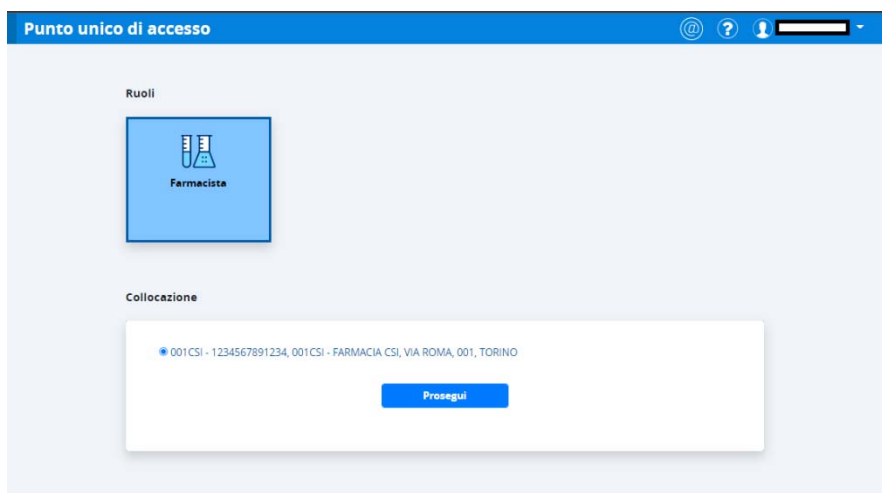 Punto unico di accesso
Ruoli
Farmacista
Collocazione
001CSI - 1234567891234, 001CSI - FARMACIA CSI, VIA ROMA, 001, TORINO
Prosegui